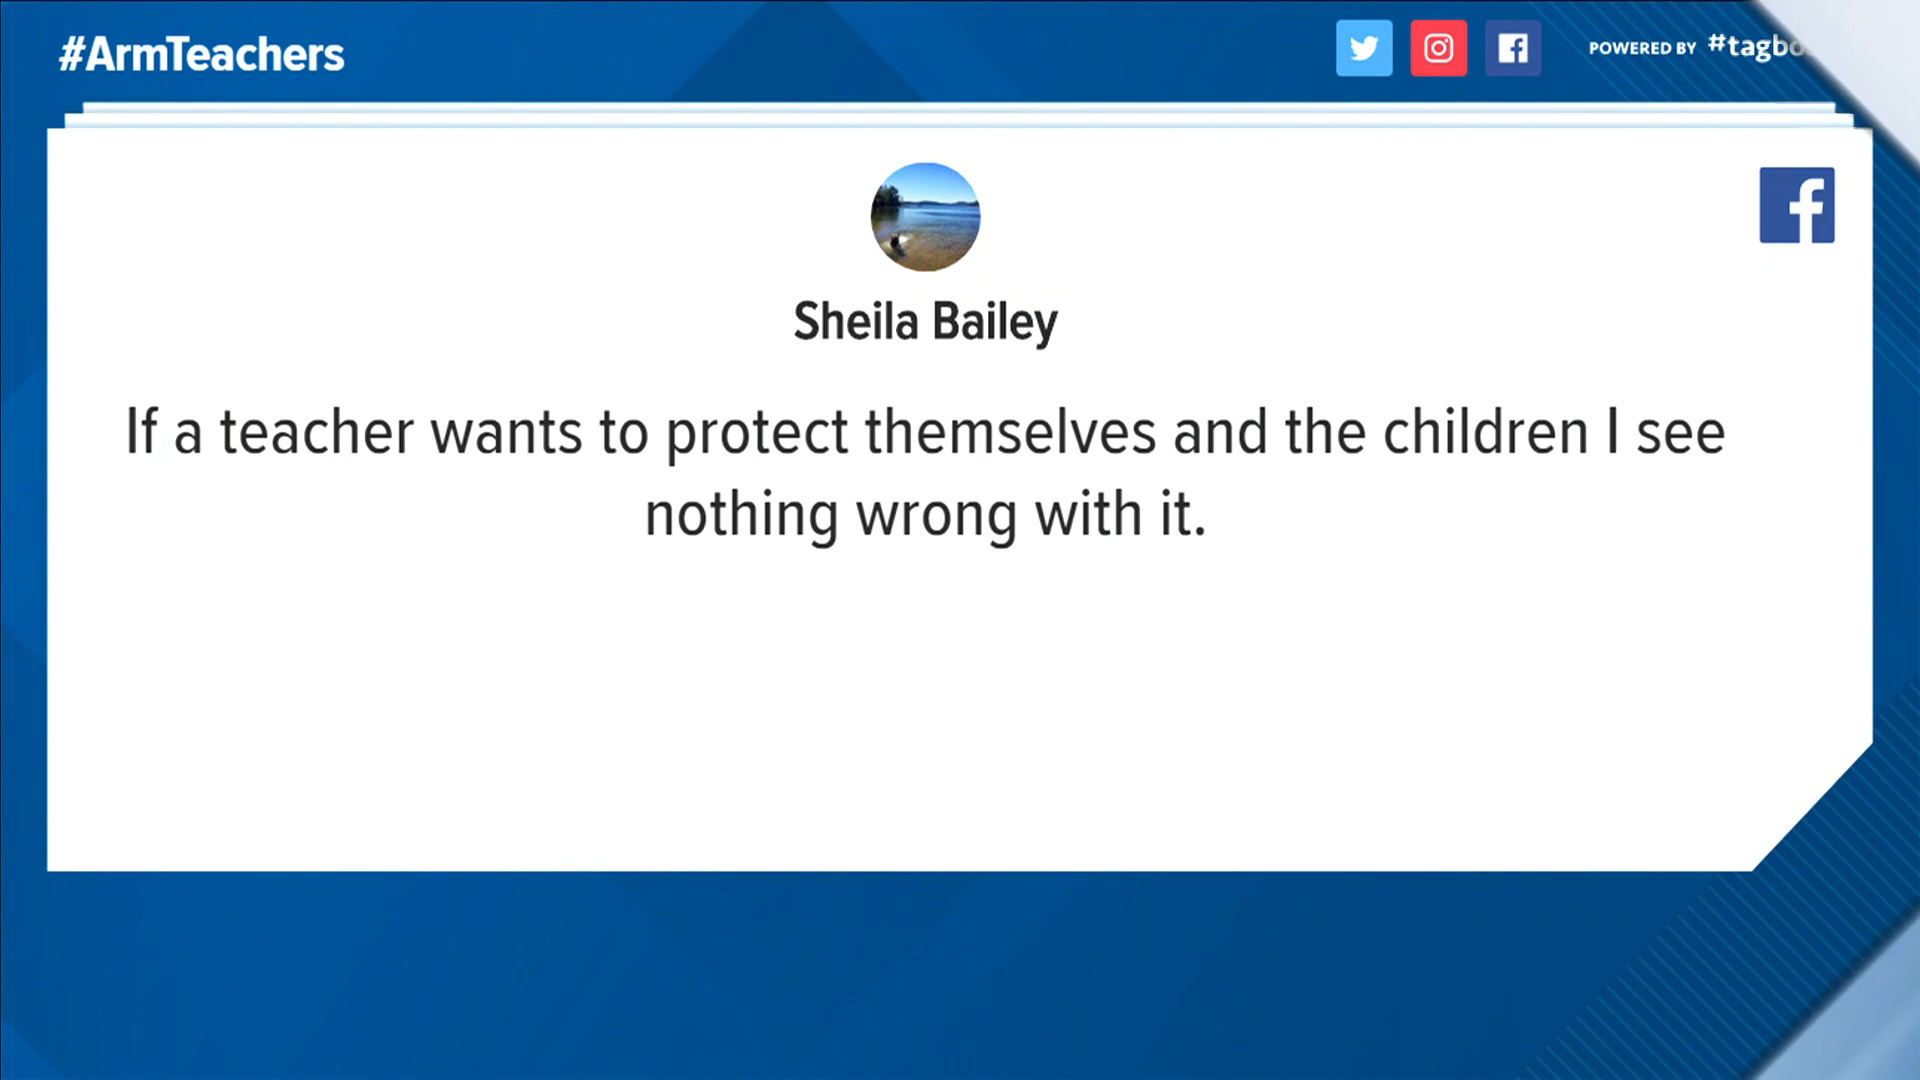 #ArmTeachers
POWERED BY
Sheila Bailey
If a teacher wants to protect themselves and the children I see
nothing wrong with it.